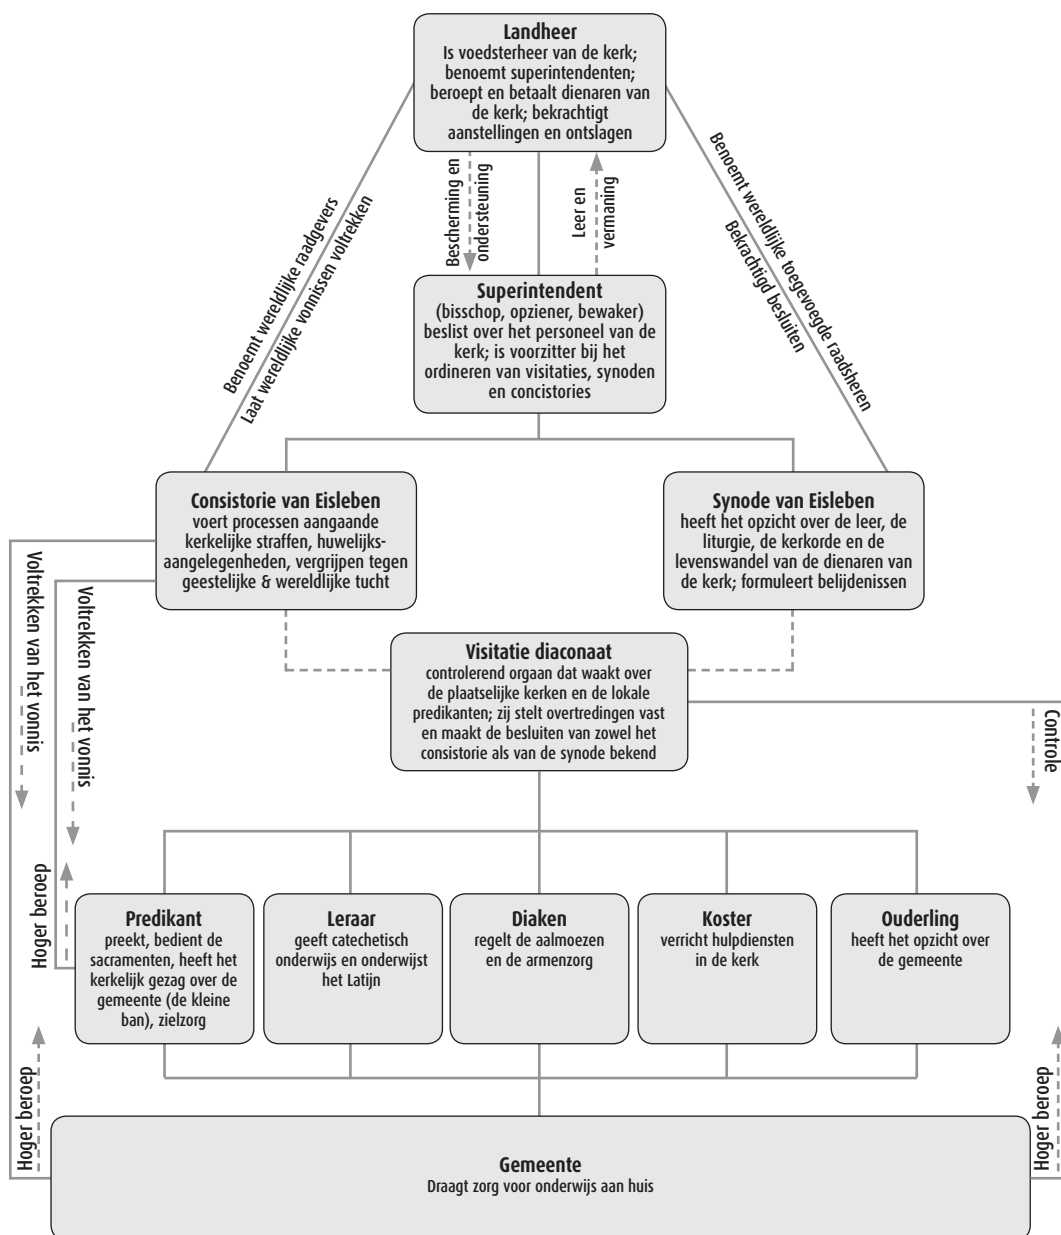 Landheer
Is voedsterheer van de kerk;
benoemt superintendenten;
beroept en betaalt dienaren van
de kerk; bekrachtigt
aanstellingen en ontslagen
Benoemt wereldlijke raadgevers
Laat wereldlijke vonnissen voltrekken
Bescherming en
ondersteuning
Leer en
vermaning
Benoemt wereldlijke toegevoegde raadsheren
Bekrachtigd besluiten
Superintendent
(bisschop, opziener, bewaker)
beslist over het personeel van de
kerk; is voorzitter bij het
ordineren van visitaties, synoden
en concistories
Consistorie van Eisleben
voert processen aangaande
kerkelijke straffen, huwelijks-
aangelegenheden, vergrijpen tegen
geestelijke & wereldlijke tucht
Synode van Eisleben
heeft het opzicht over de leer, de
liturgie, de kerkorde en de
levenswandel van de dienaren van
de kerk; formuleert belijdenissen
Voltrekken van het vonnis
Voltrekken van het vonnis
Visitatie diaconaat
controlerend orgaan dat waakt over
de plaatselijke kerken en de lokale
predikanten; zij stelt overtredingen vast
en maakt de besluiten van zowel het
consistorie als van de synode bekend
Controle
Hoger beroep
Predikant
preekt, bedient de
sacramenten, heeft het
kerkelijk gezag over de
gemeente (de kleine
ban), zielzorg
Leraar
geeft catechetisch
onderwijs en onderwijst
het Latijn
Diaken
regelt de aalmoezen
en de armenzorg
Koster
verricht hulpdiensten
in de kerk
Ouderling
heeft het opzicht over
de gemeente
Hoger beroep
Hoger beroep
Gemeente
Draagt zorg voor onderwijs aan huis